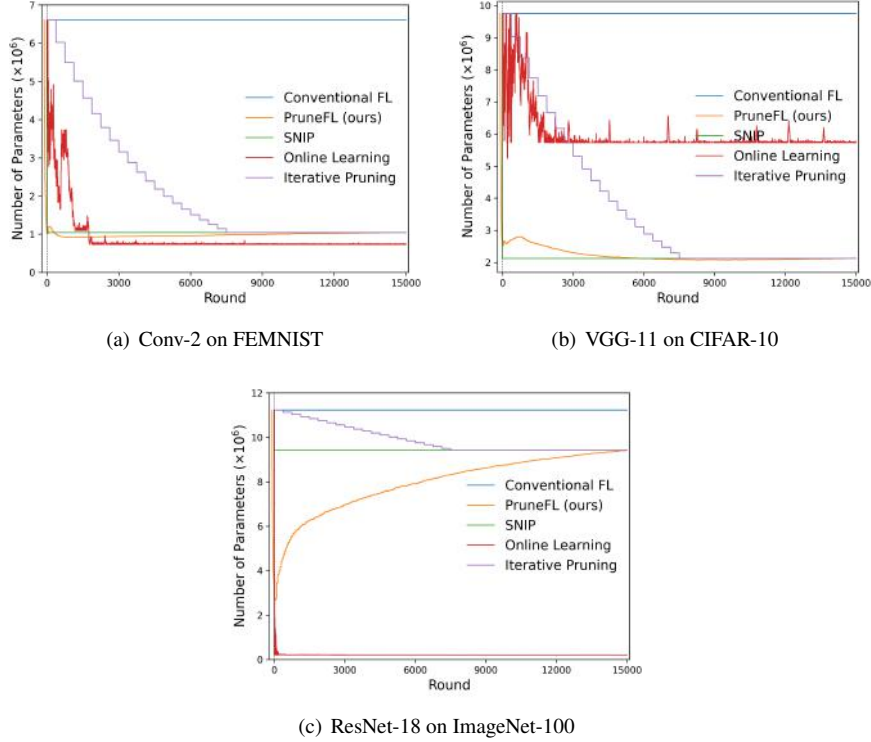 7
6
5
4
3
2
1
0
Number of Parameters (×10⁶)
Conventional FL
PruneFL (ours)
SNIP
Online Learning
Iterative Pruning
0 3000 6000 9000 12000 15000
Round
(a) Conv-2 on FEMNIST
10
9
8
7
6
5
4
3
2
Number of Parameters (×10⁶)
Conventional FL
PruneFL (ours)
SNIP
Online Learning
Iterative Pruning
0 3000 6000 9000 12000 15000
Round
(b) VGG-11 on CIFAR-10
12
10
8
6
4
2
0
Number of Parameters (×10⁶)
Conventional FL
PruneFL (ours)
SNIP
Online Learning
Iterative Pruning
0 3000 6000 9000 12000 15000
Round
(c) ResNet-18 on ImageNet-100